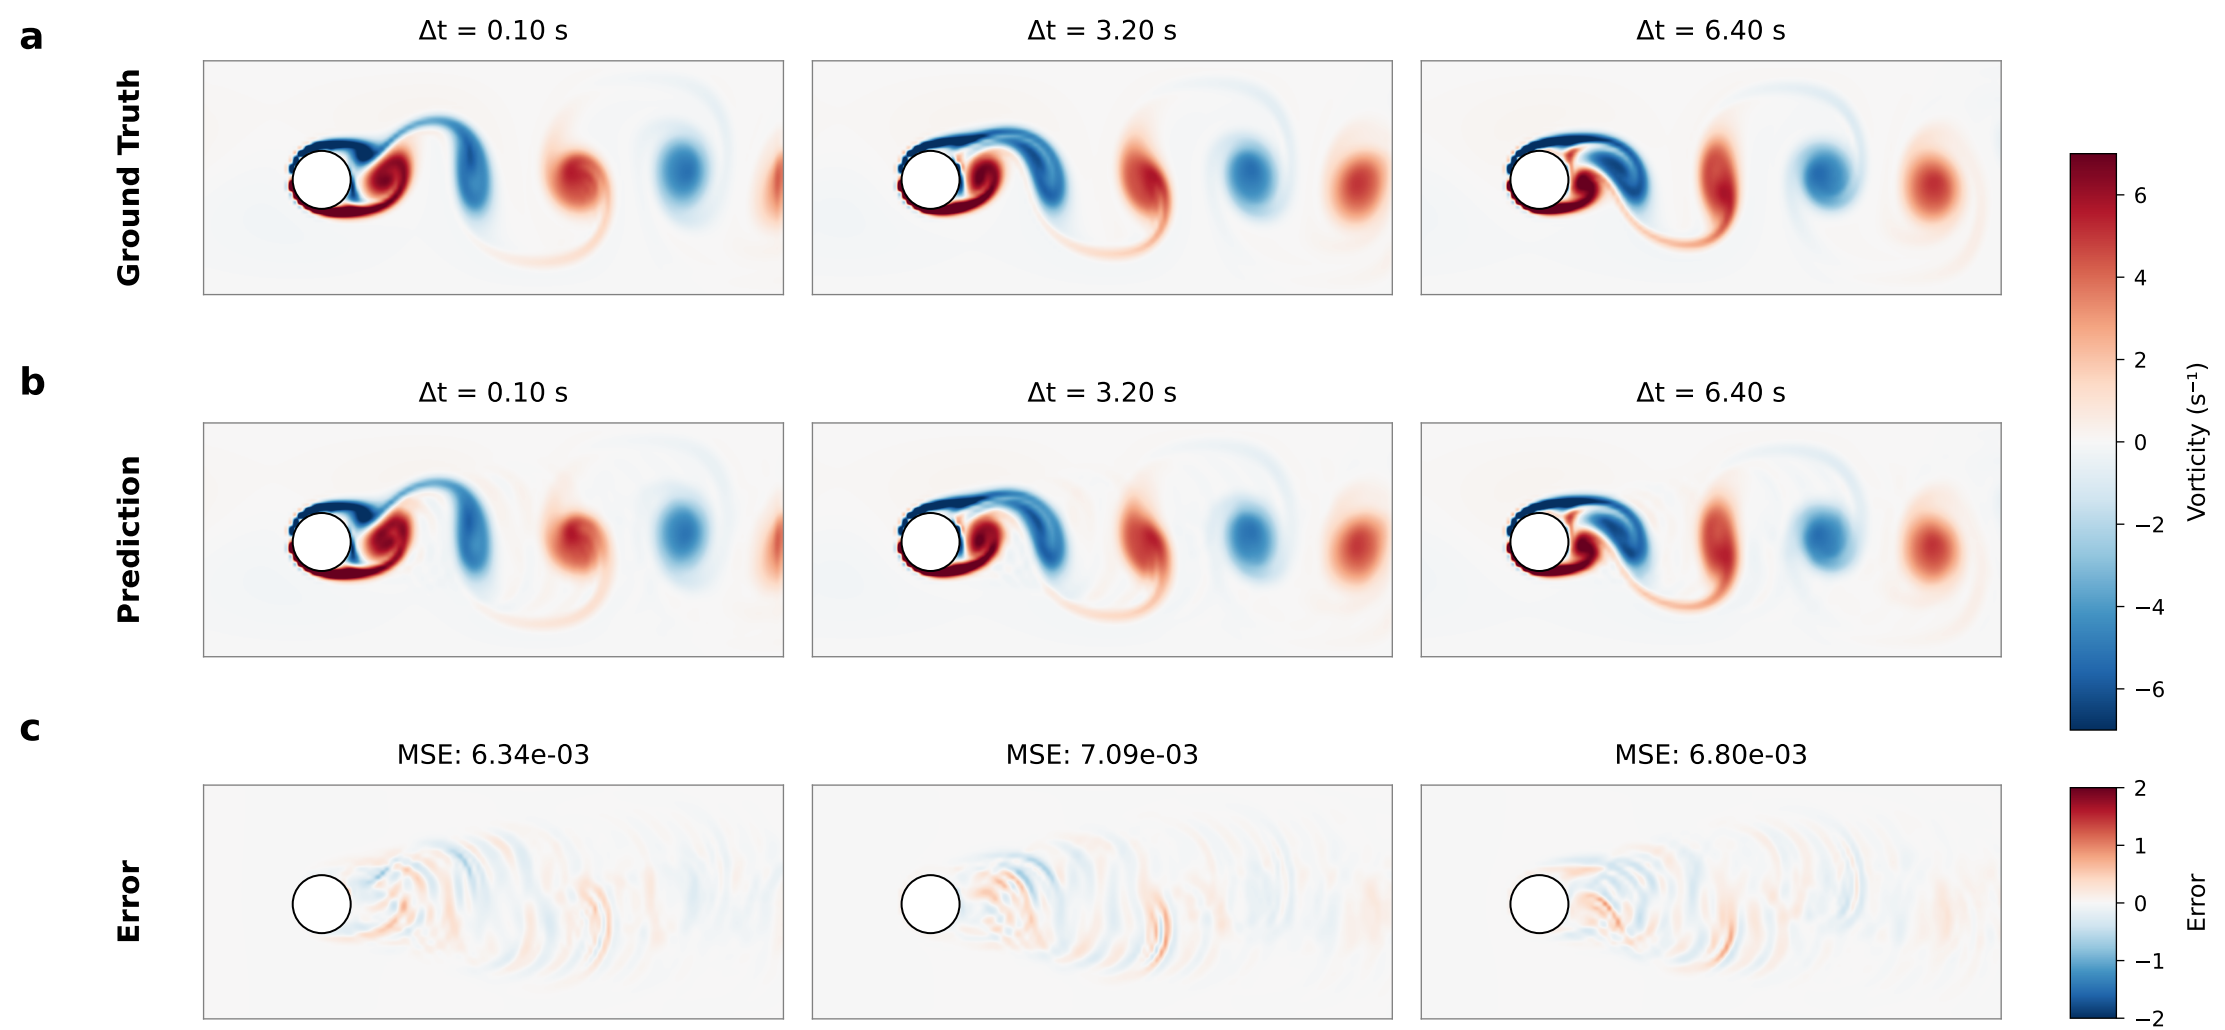 a
Δt = 0.10 s
Δt = 3.20 s
Δt = 6.40 s
Ground Truth
b
Δt = 0.10 s
Δt = 3.20 s
Δt = 6.40 s
Prediction
6
4
2
0
−2
−4
−6
Vorticity (s⁻¹)
c
MSE: 6.34e-03
MSE: 7.09e-03
MSE: 6.80e-03
Error
2
1
0
−1
−2
Error